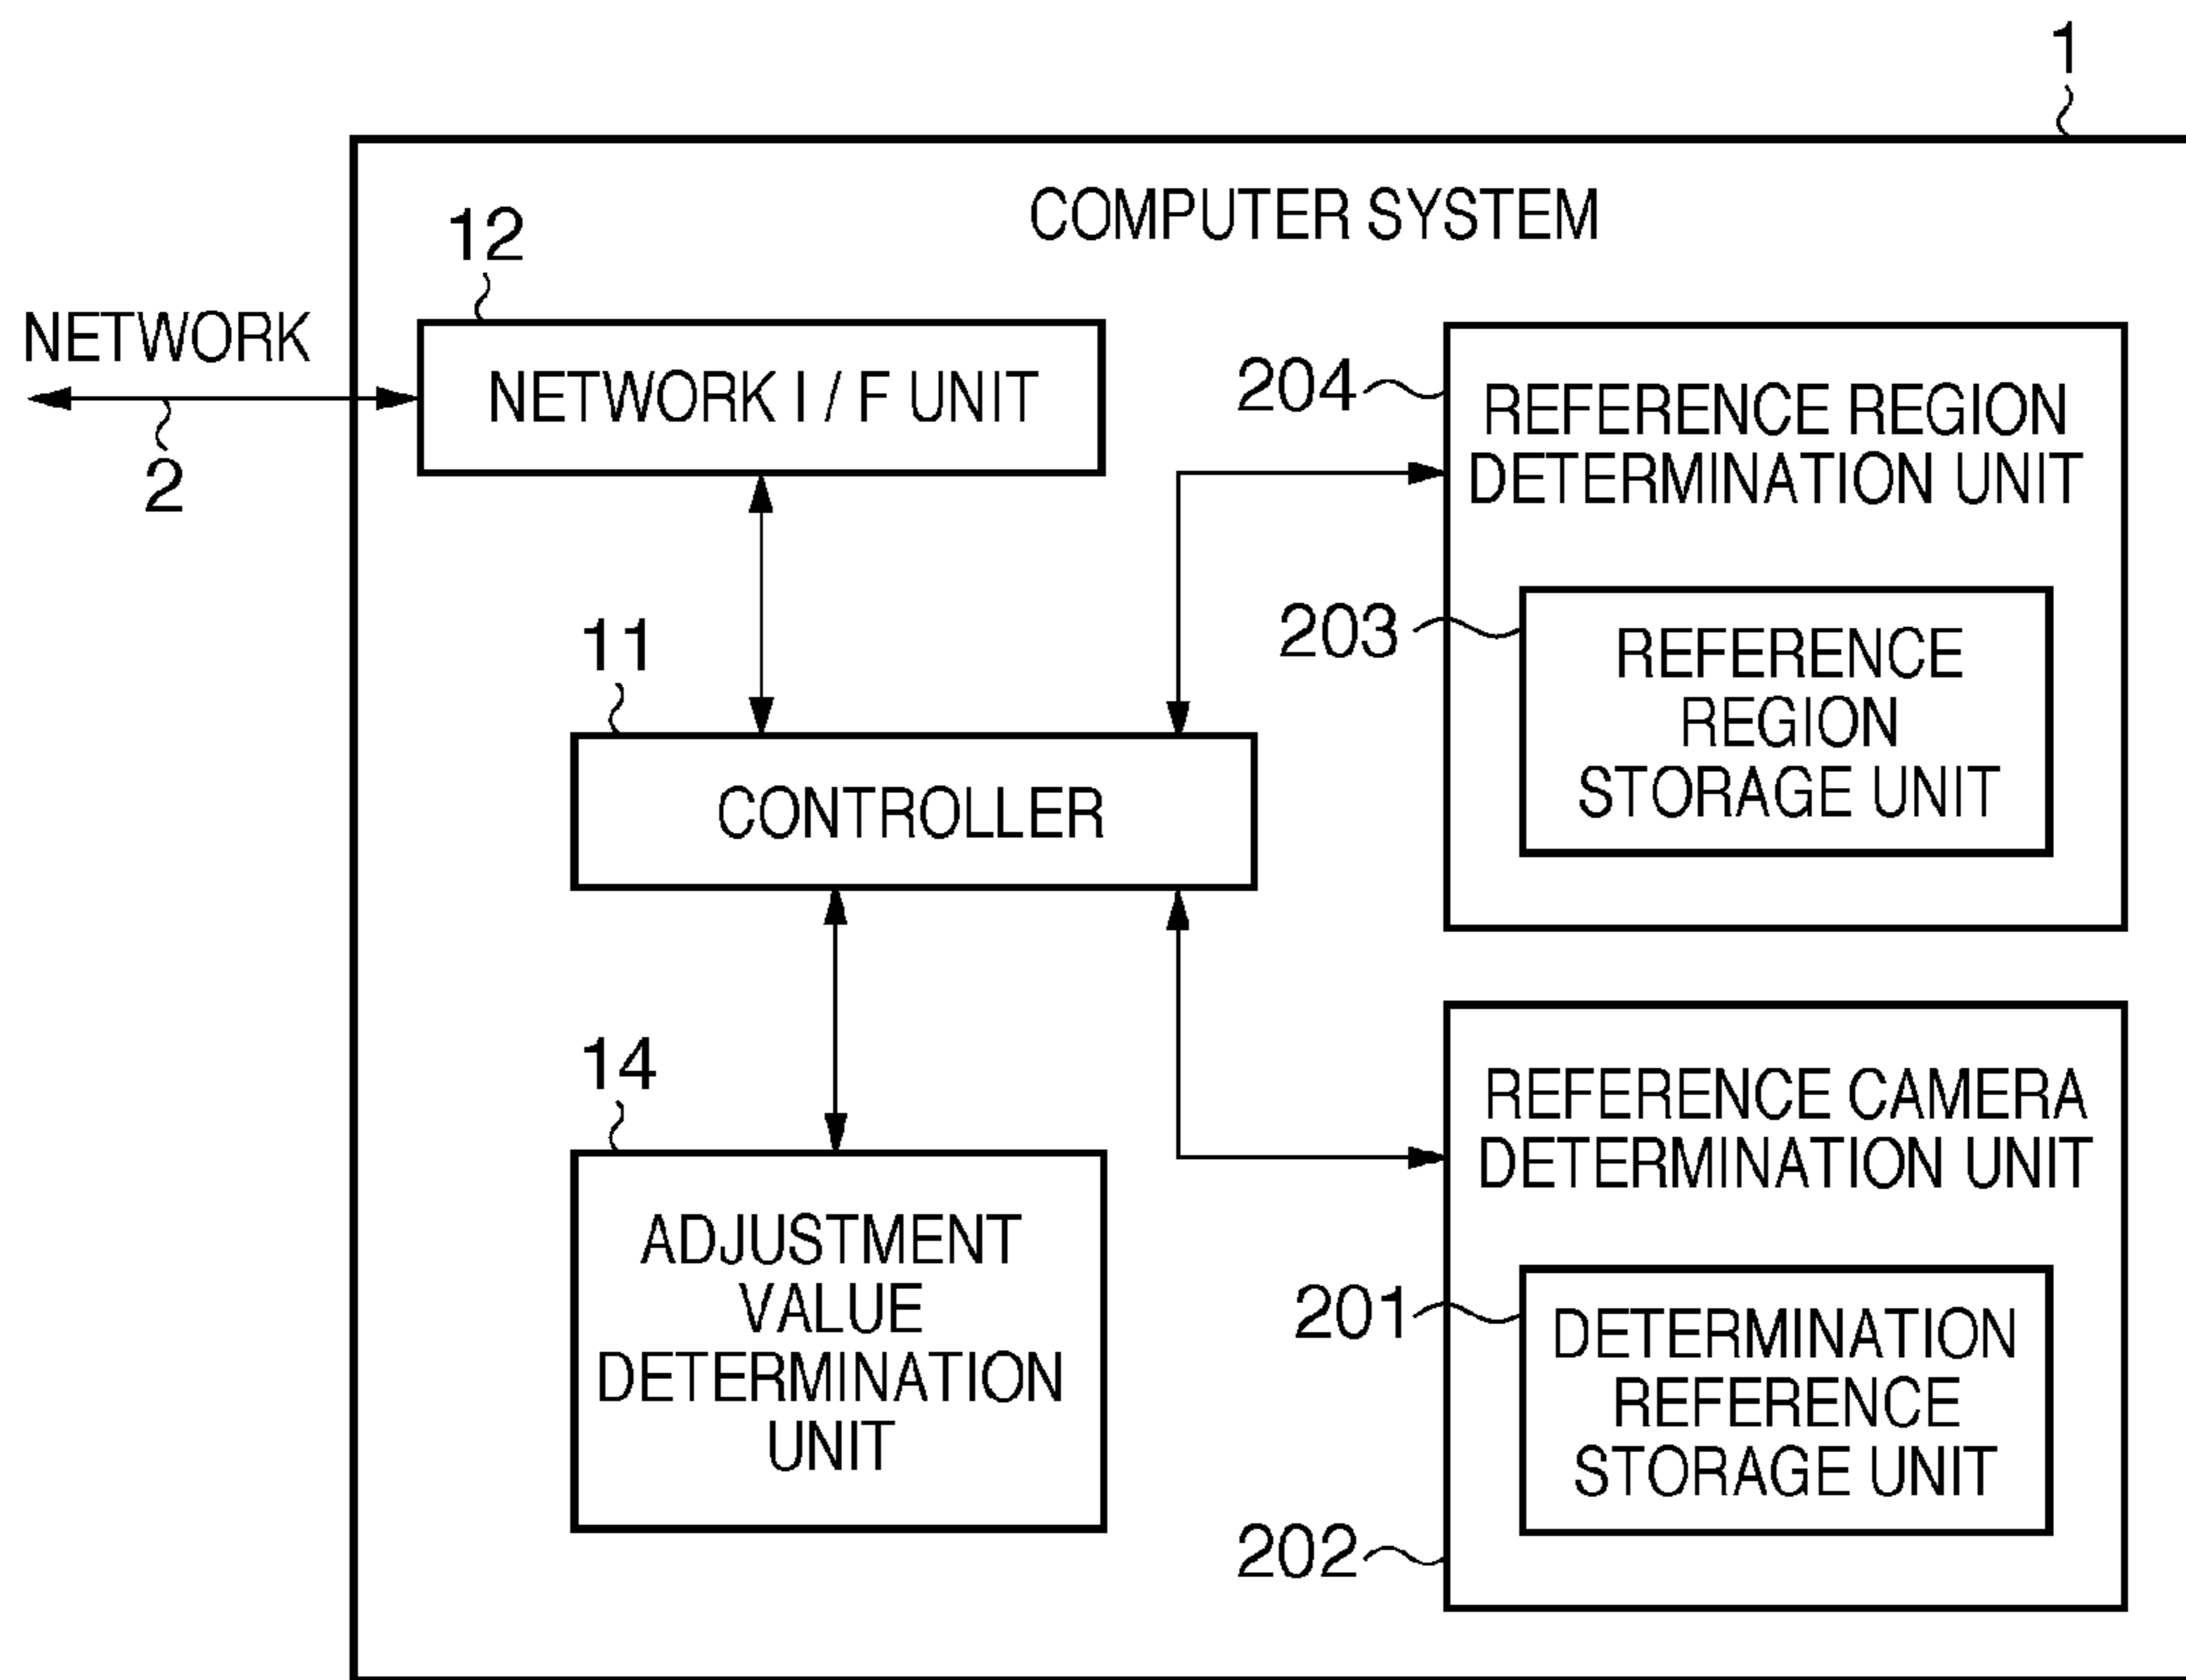 1
COMPUTER SYSTEM
12
NETWORK
NETWORK I / F UNIT
2
204
REFERENCE REGION
DETERMINATION UNIT
203
REFERENCE
REGION
STORAGE UNIT
11
CONTROLLER
14
ADJUSTMENT
VALUE
DETERMINATION
UNIT
REFERENCE CAMERA
DETERMINATION UNIT
201
DETERMINATION
REFERENCE
STORAGE UNIT
202